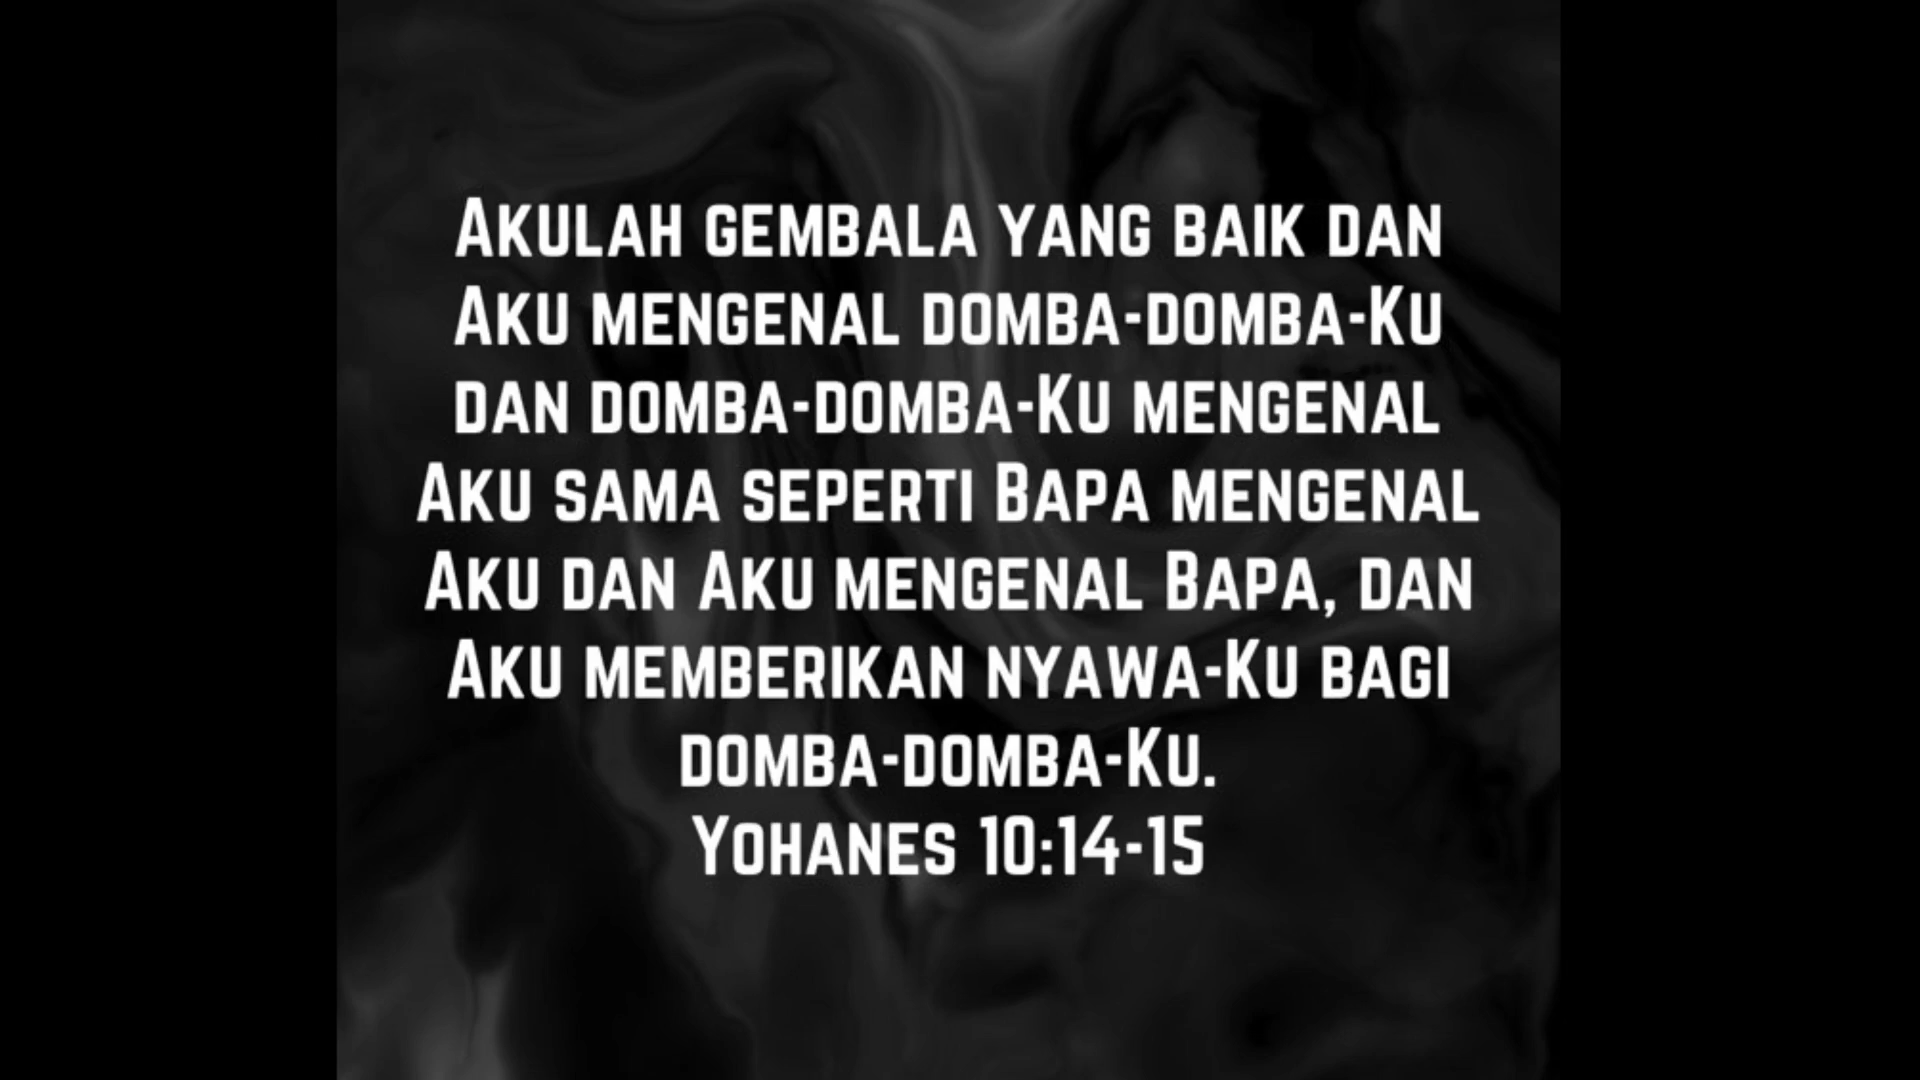 Akulah gembala yang baik dan
Aku mengenal domba-domba-Ku
dan domba-domba-Ku mengenal
Aku sama seperti Bapa mengenal
Aku dan Aku mengenal Bapa, dan
Aku memberikan nyawa-Ku bagi
domba-domba-Ku.
Yohanes 10:14-15